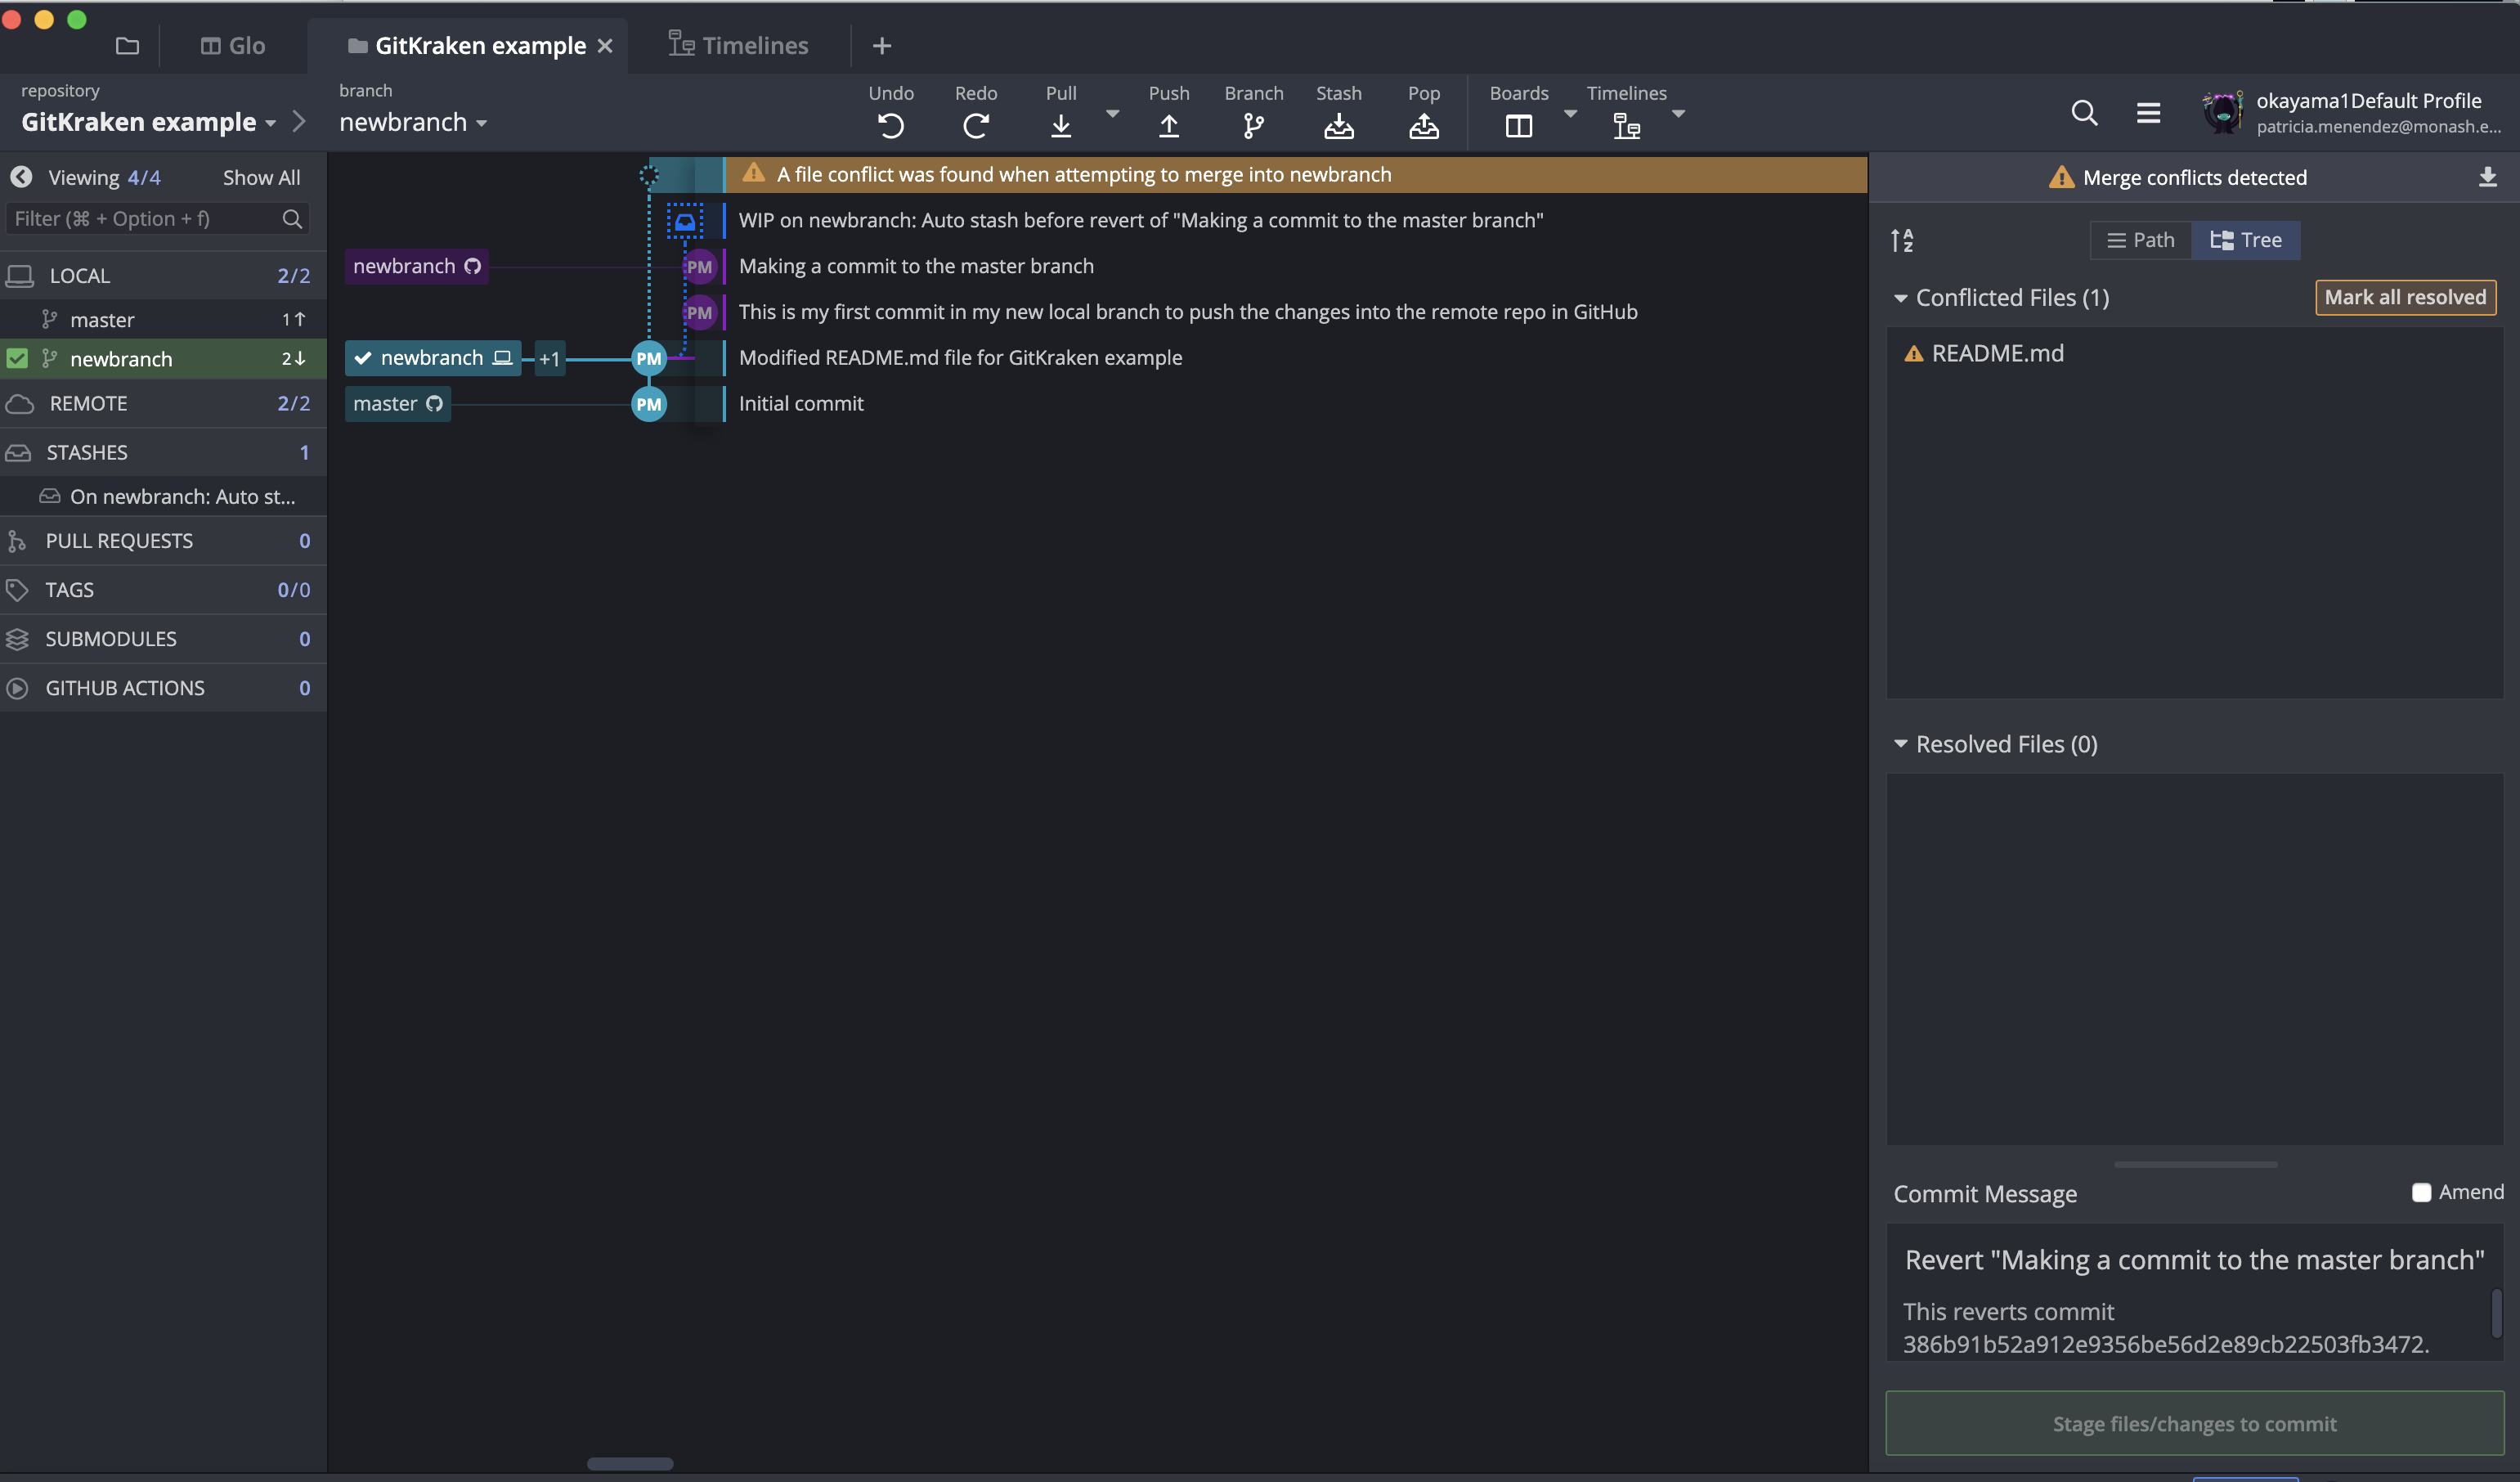 Glo
GitKraken example
Timelines
repository
GitKraken example
branch
newbranch
Undo
Redo
Pull
Push
Branch
Stash
Pop
Boards
Timelines
okayama1Default Profile
patricia.menendez@monash.e...
Viewing 4/4
Show All
Filter (⌘ + Option + f)
LOCAL 2/2
master 1↑
newbranch 2↓
REMOTE 2/2
STASHES 1
On newbranch: Auto st...
PULL REQUESTS 0
TAGS 0/0
SUBMODULES 0
GITHUB ACTIONS 0
A file conflict was found when attempting to merge into newbranch
WIP on newbranch: Auto stash before revert of "Making a commit to the master branch"
newbranch PM Making a commit to the master branch
PM This is my first commit in my new local branch to push the changes into the remote repo in GitHub
newbranch +1 PM Modified README.md file for GitKraken example
master PM Initial commit
Merge conflicts detected
AZ
Path
Tree
Conflicted Files (1)
Mark all resolved
README.md
Resolved Files (0)
Commit Message
Amend
Revert "Making a commit to the master branch"
This reverts commit
386b91b52a912e9356be56d2e89cb22503fb3472.
Stage files/changes to commit